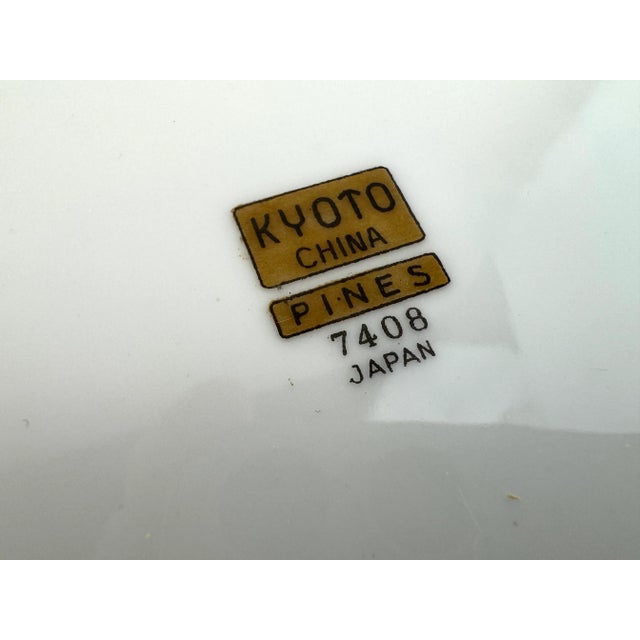 KYOTO
CHINA
PINES
7408
JAPAN